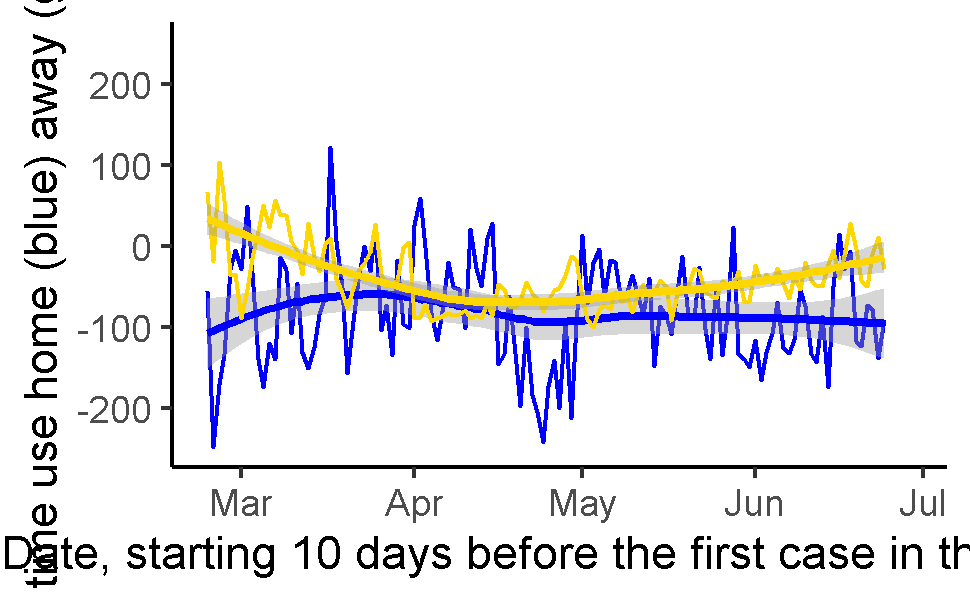 time use home (blue) away (
200
100
0
-100
-200
Mar Apr May Jun Jul
Date, starting 10 days before the first case in th